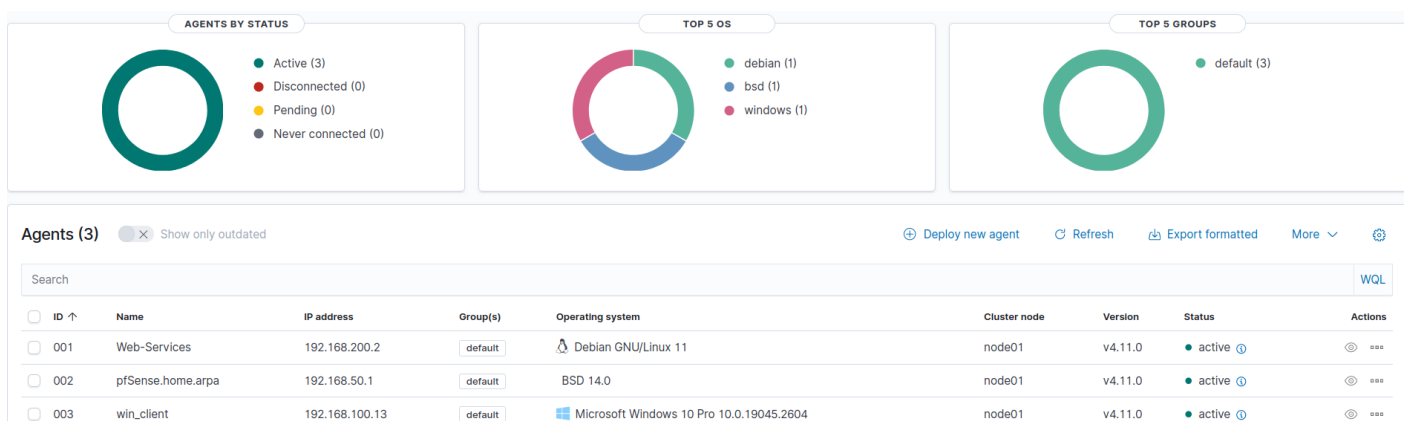 AGENTS BY STATUS
Active (3)
Disconnected (0)
Pending (0)
Never connected (0)
TOP 5 OS
debian (1)
bsd (1)
windows (1)
TOP 5 GROUPS
default (3)
Agents (3) Show only outdated Deploy new agent Refresh Export formatted More
Search WQL
ID Name IP address Group(s) Operating system Cluster node Version Status Actions
001 Web-Services 192.168.200.2 default Debian GNU/Linux 11 node01 v4.11.0 active
002 pfSense.home.arpa 192.168.50.1 default BSD 14.0 node01 v4.11.0 active
003 win_client 192.168.100.13 default Microsoft Windows 10 Pro 10.0.19045.2604 node01 v4.11.0 active